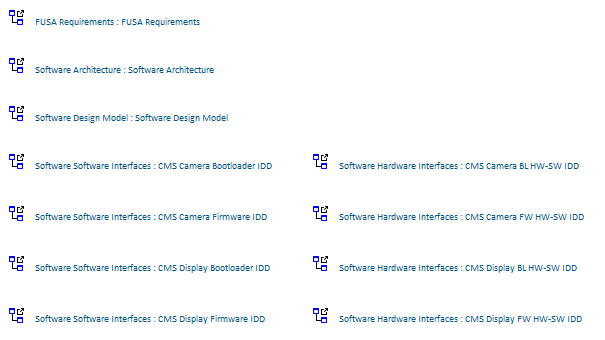 FUSA Requirements : FUSA Requirements
Software Architecture : Software Architecture
Software Design Model : Software Design Model
Software Software Interfaces : CMS Camera Bootloader IDD
Software Hardware Interfaces : CMS Camera BL HW-SW IDD
Software Software Interfaces : CMS Camera Firmware IDD
Software Hardware Interfaces : CMS Camera FW HW-SW IDD
Software Software Interfaces : CMS Display Bootloader IDD
Software Hardware Interfaces : CMS Display BL HW-SW IDD
Software Software Interfaces : CMS Display Firmware IDD
Software Hardware Interfaces : CMS Display FW HW-SW IDD